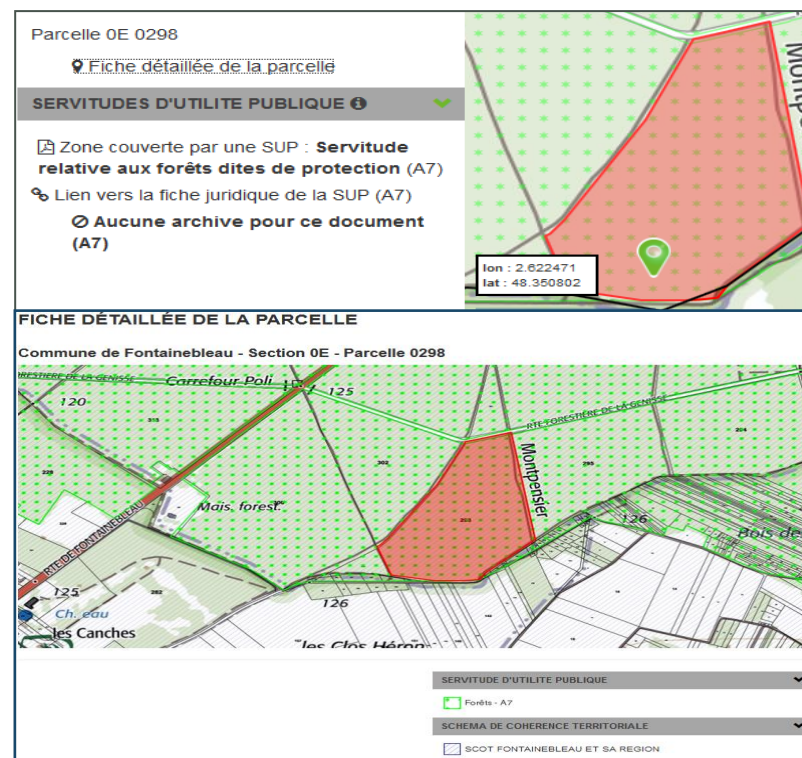 Parcelle 0E 0298
Fiche détaillée de la parcelle
SERVITUDES D'UTILITE PUBLIQUE
Zone couverte par une SUP : Servitude
relative aux forêts dites de protection (A7)
Lien vers la fiche juridique de la SUP (A7)
Aucune archive pour ce document
(A7)
lon : 2.622471
lat : 48.350802
FICHE DÉTAILLÉE DE LA PARCELLE
Commune de Fontainebleau - Section 0E - Parcelle 0298
Carrefour Poli
125
120
RTE FORESTIÈRE DE LA GENISSE
Montpensier
Mais. forest.
126
Bois de
RTE DE FONTAINEBLEAU
125
126
Ch. eau
les Canches
les Clos Héron
SERVITUDE D'UTILITE PUBLIQUE
Forêts - A7
SCHEMA DE COHERENCE TERRITORIALE
SCOT FONTAINEBLEAU ET SA REGION